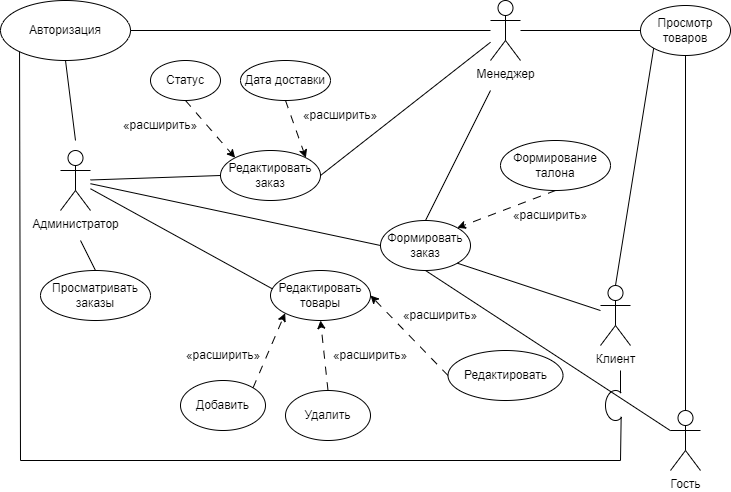 Авторизация
Просмотр
товаров
Менеджер
Статус
Дата доставки
«расширить»
«расширить»
Редактировать
заказ
Формирование
талона
«расширить»
Администратор
Формировать
заказ
Просматривать
заказы
Редактировать
товары
«расширить»
«расширить»
«расширить»
Клиент
Редактировать
Добавить
Удалить
Гость